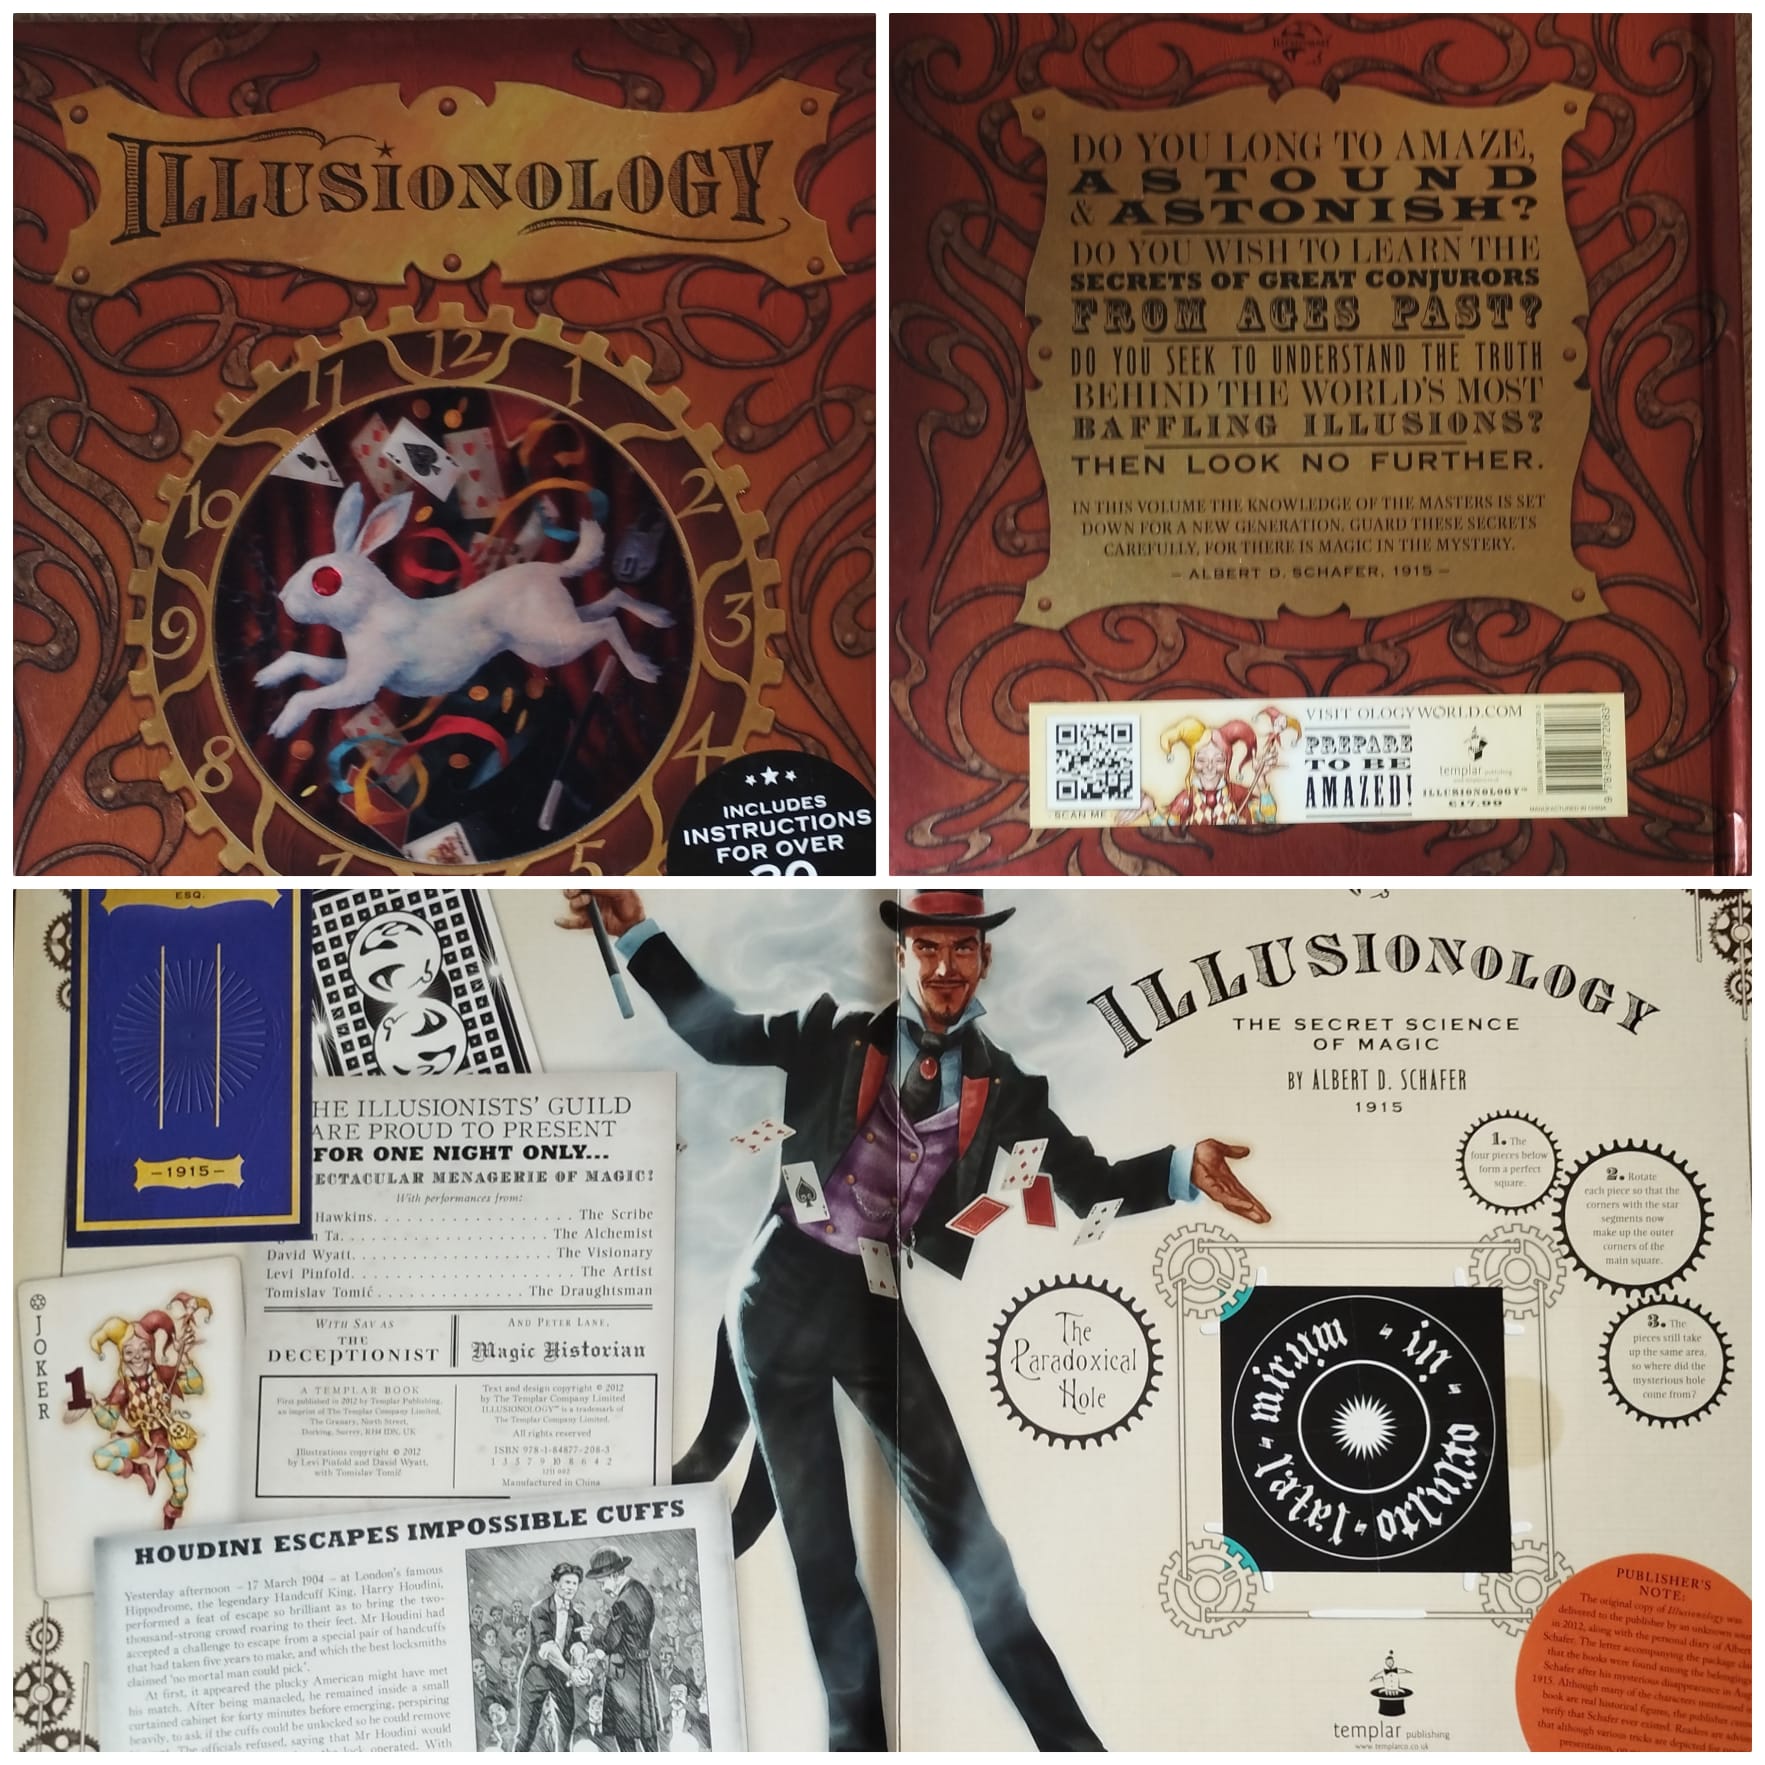 ILLUSIONOLOGY
12
11
1
10
2
9
3
8
4
7
5
INCLUDES
INSTRUCTIONS
FOR OVER
20
DO YOU LONG TO AMAZE,
ASTOUND
& ASTONISH?
DO YOU WISH TO LEARN THE
SECRETS OF GREAT CONJURORS
FROM AGES PAST?
DO YOU SEEK TO UNDERSTAND THE TRUTH
BEHIND THE WORLD'S MOST
BAFFLING ILLUSIONS?
THEN LOOK NO FURTHER.
IN THIS VOLUME THE KNOWLEDGE OF THE MASTERS IS SET
DOWN FOR A NEW GENERATION. GUARD THESE SECRETS
CAREFULLY, FOR THERE IS MAGIC IN THE MYSTERY.
– ALBERT D. SCHAFER, 1915 –
SCAN ME
VISIT OLOGYWORLD.COM
PREPARE
TO BE
AMAZED!
templar publishing
ILLUSIONOLOGY™
£17.99
MANUFACTURED IN CHINA
9 781848 772083
ESQ.
– 1915 –
HE ILLUSIONISTS' GUILD
ARE PROUD TO PRESENT
FOR ONE NIGHT ONLY...
ECTACULAR MENAGERIE OF MAGIC!
With performances from:
Hawkins. The Scribe
n Ta. The Alchemist
David Wyatt. The Visionary
Levi Pinfold. The Artist
Tomislav Tomić The Draughtsman
WITH SAV AS
THE
DECEPTIONIST
AND PETER LANE,
Magic Historian
A TEMPLAR BOOK
First published in 2012 by Templar Publishing,
an imprint of The Templar Company Limited,
The Granary, North Street,
Dorking, Surrey, RH4 1DN, UK
Illustrations copyright © 2012
by Levi Pinfold and David Wyatt,
with Tomislav Tomić
Text and design copyright © 2012
by The Templar Company Limited
ILLUSIONOLOGY™ is a trademark of
The Templar Company Limited.
All rights reserved
ISBN 978-1-84877-208-3
1 3 5 7 9 10 8 6 4 2
Manufactured in China
JOKER
1
HOUDINI ESCAPES IMPOSSIBLE CUFFS
Yesterday afternoon – 17 March 1904 – at London's famous
Hippodrome, the legendary Handcuff King, Harry Houdini,
performed a feat of escape so brilliant as to bring the two-
thousand-strong crowd roaring to their feet. Mr Houdini had
accepted a challenge to escape from a special pair of handcuffs
that had taken five years to make, and which the best locksmiths
claimed 'no mortal man could pick'.
At first, it appeared the plucky American might have met
his match. After being manacled, he remained inside a small
curtained cabinet for forty minutes before emerging, perspiring
heavily, to ask if the cuffs could be unlocked so he could remove
The officials refused, saying that Mr Houdini would
lock operated. With
ILLUSIONOLOGY
THE SECRET SCIENCE
OF MAGIC
BY ALBERT D. SCHAFER
1915
1. The
four pieces below
form a perfect
square.
2. Rotate
each piece so that the
corners with the star
segments now
make up the outer
corners of the
main square.
3. The
pieces still take
up the same area,
so where did the
mysterious hole
come from?
The
Paradoxical
Hole
in mirum latet occulto
templar publishing
www.templarco.co.uk
PUBLISHER'S
NOTE:
The original copy of Illusionology was
delivered to the publisher by an unknown
in 2012, along with the personal diary of Albert
Schafer. The letter accompanying the package
that the books were found among the belongings
Schafer after his mysterious disappearance in
1915. Although many of the characters mentioned
book are real historical figures, the publisher
verify that Schafer ever existed. Readers are
that although various tricks are depicted for
presentation,